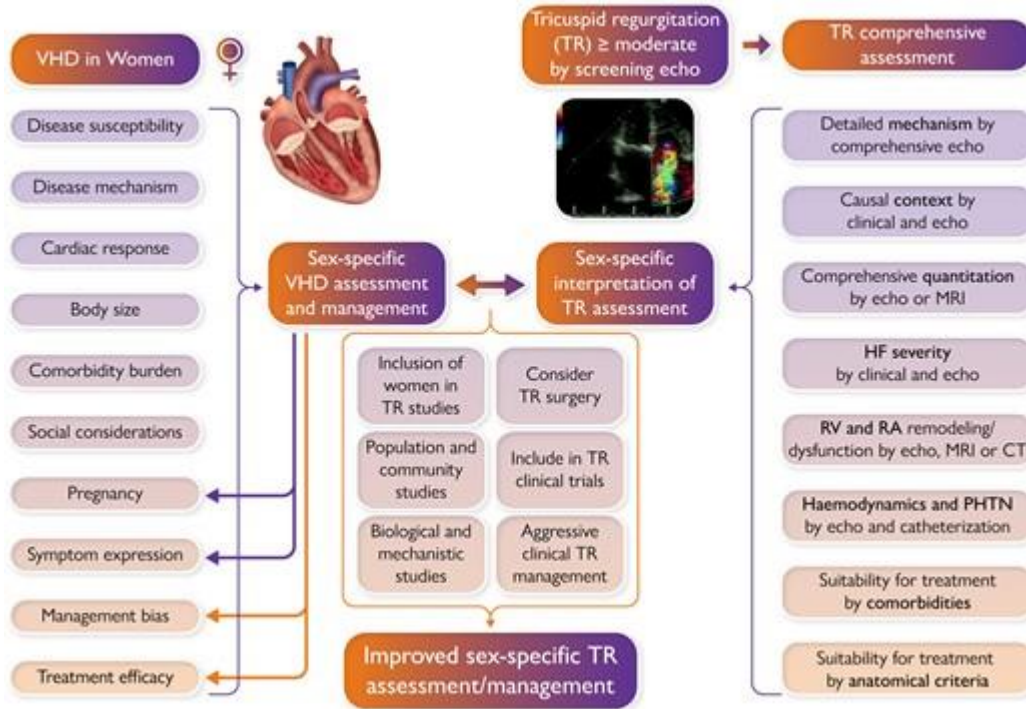 VHD in Women
Disease susceptibility
Disease mechanism
Cardiac response
Body size
Comorbidity burden
Social considerations
Pregnancy
Symptom expression
Management bias
Treatment efficacy
Tricuspid regurgitation
(TR) ≥ moderate
by screening echo
TR comprehensive
assessment
Sex-specific
VHD assessment
and management
Sex-specific
interpretation of
TR assessment
Inclusion of
women in
TR studies
Consider
TR surgery
Population and
community
studies
Include in TR
clinical trials
Biological and
mechanistic
studies
Aggressive
clinical TR
management
Improved sex-specific TR
assessment/management
Detailed mechanism by
comprehensive echo
Causal context by
clinical and echo
Comprehensive quantitation
by echo or MRI
HF severity
by clinical and echo
RV and RA remodeling/
dysfunction by echo, MRI or CT
Haemodynamics and PHTN
by echo and catheterization
Suitability for treatment
by comorbidities
Suitability for treatment
by anatomical criteria